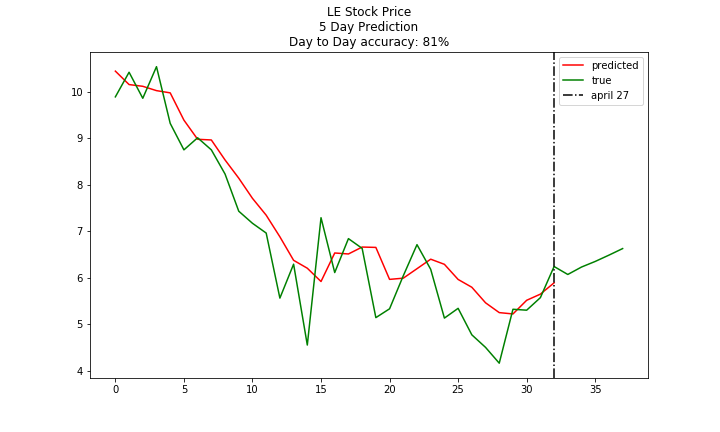 LE Stock Price
5 Day Prediction
Day to Day accuracy: 81%
predicted
true
april 27
10
9
8
7
6
5
4
0 5 10 15 20 25 30 35